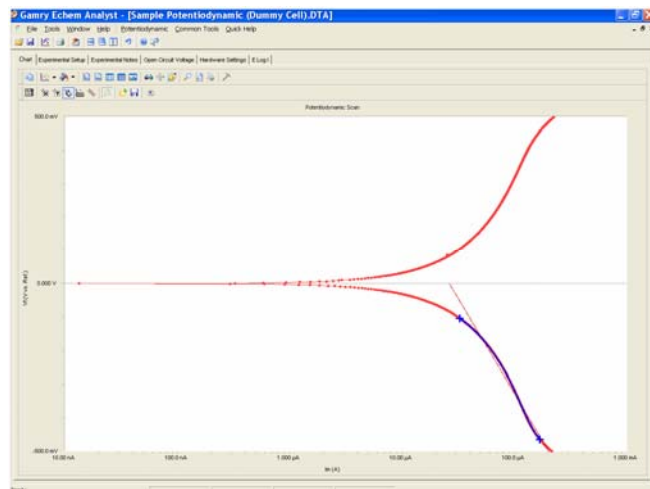 Gamry Echem Analyst - [Sample Potentiodynamic (Dummy Cell).DTA]
File Tools Window Help Potentiodynamic Common Tools Quick Help
Chart Experimental Setup Experimental Notes Open Circuit Voltage Hardware Settings E Log I
Potentiodynamic Scan
500.0 mV
0.000 V
-500.0 mV
10.00 nA 100.0 nA 1.000 µA 10.00 µA 100.0 µA 1.000 mA
Im (A)